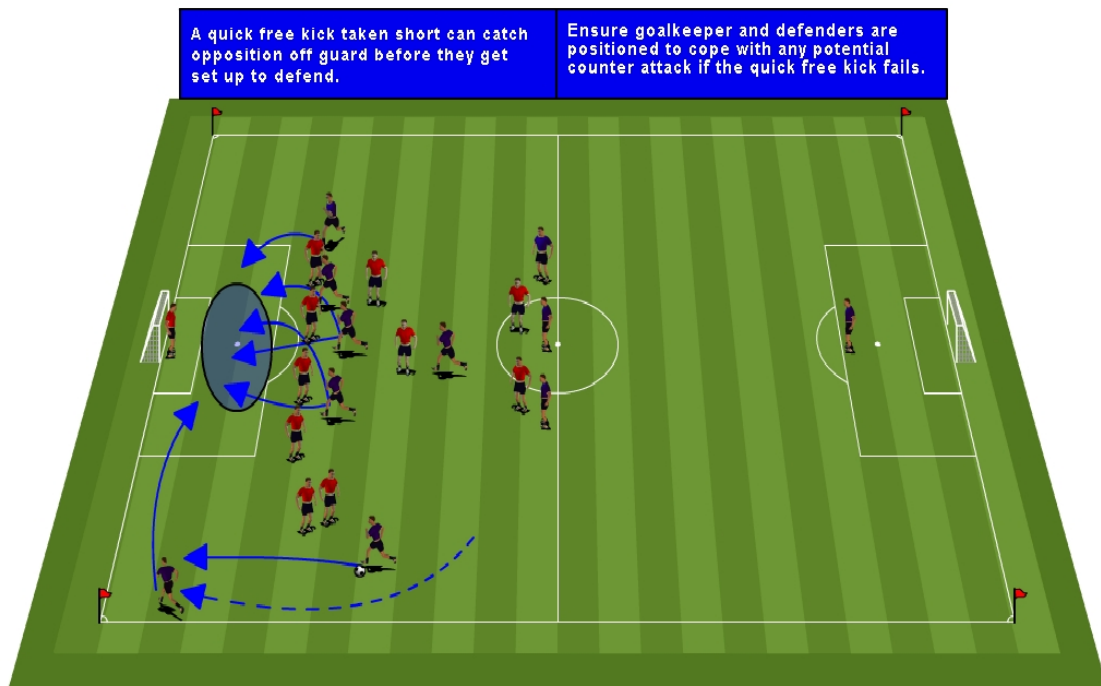 A quick free kick taken short can catch
opposition off guard before they get
set up to defend.
Ensure goalkeeper and defenders are
positioned to cope with any potential
counter attack if the quick free kick fails.